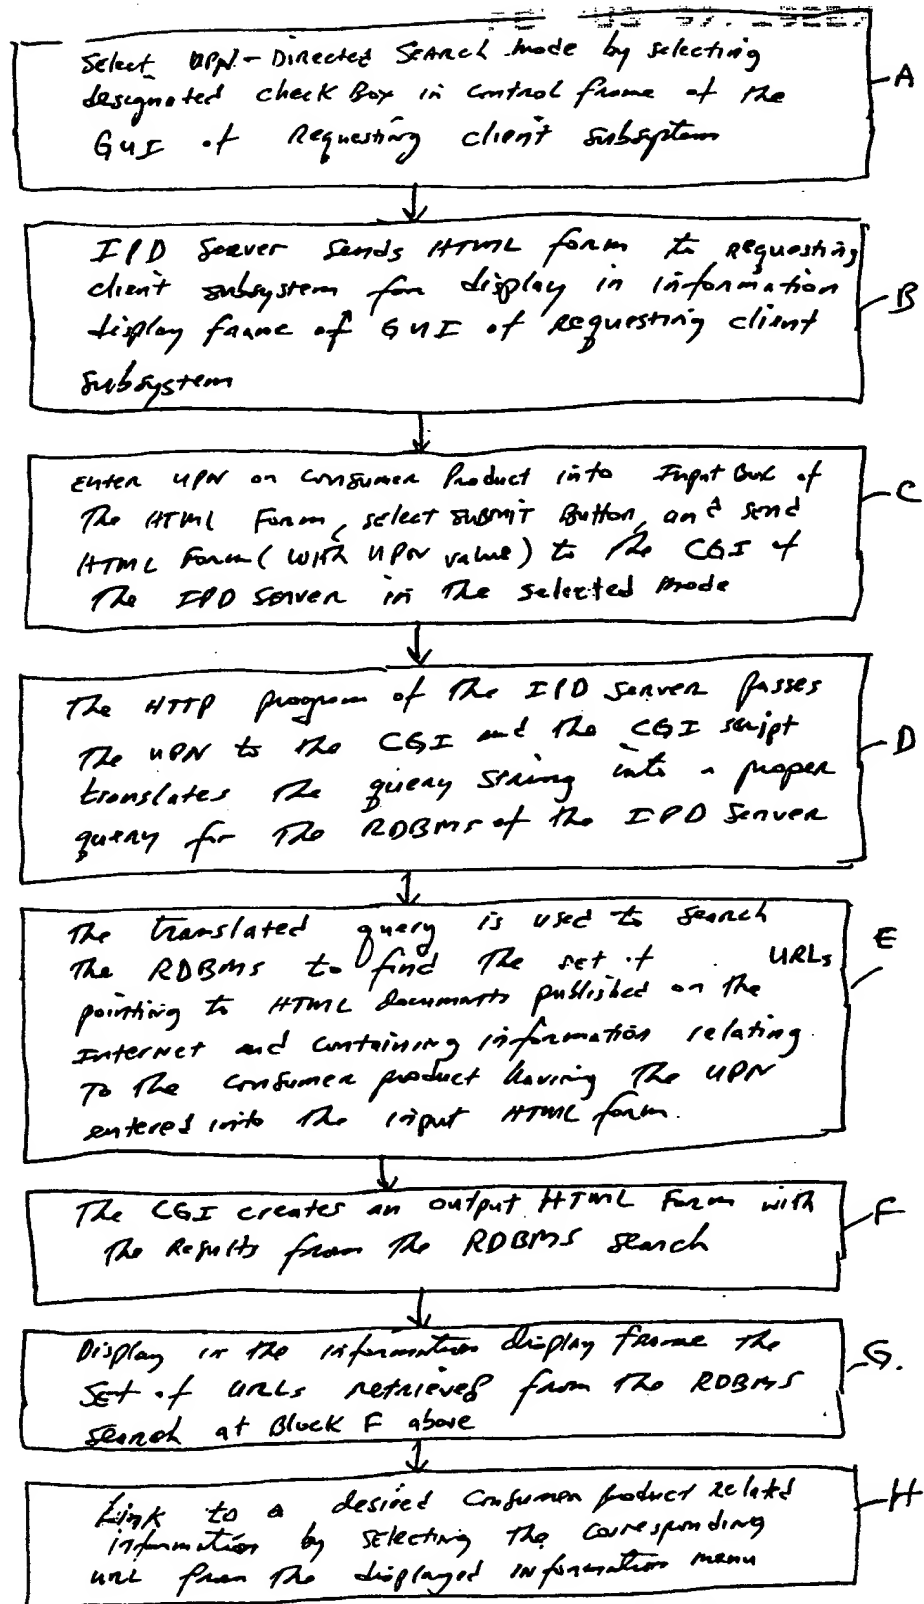 Select UPN-Directed Search mode by selecting
designated check Box in control frame of the
GUI of Requesting client subsystem
A
IPD Server sends HTML form to requesting
client subsystem for display in information
display frame of GUI of requesting client
subsystem
B
Enter UPN on Consumer Product into Input Box of
The HTML Form, select submit Button, and send
HTML Form (with UPN value) to the CGI of
The IPD Server in the selected Mode
C
The HTTP program of the IPD Server passes
The UPN to the CGI and the CGI script
translates the query string into a proper
query for the RDBMS of the IPD Server
D
The translated query is used to search
the RDBMS to find the set of URLs
pointing to HTML documents published on the
Internet and containing information relating
To the Consumer product having the UPN
entered into the input HTML form.
E
The CGI creates an output HTML Form with
The Results from the RDBMS search
F
Display in the information display frame the
Set of URLs retrieved from the RDBMS
search at Block F above
G.
Link to a desired Consumer product related
information by selecting the corresponding
URL from the displayed information menu
H